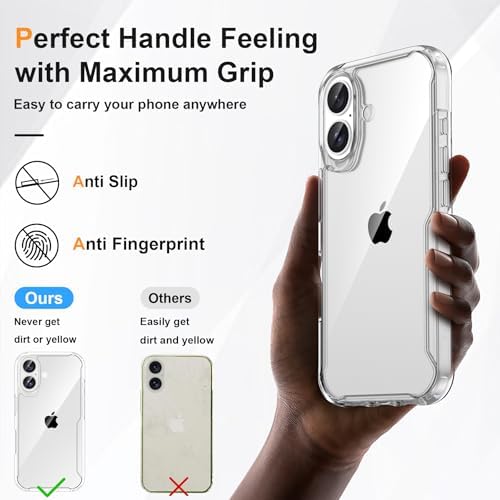 Perfect Handle Feeling
with Maximum Grip
Easy to carry your phone anywhere
Anti Slip
Anti Fingerprint
Ours
Others
Never get
dirt or yellow
Easily get
dirt and yellow